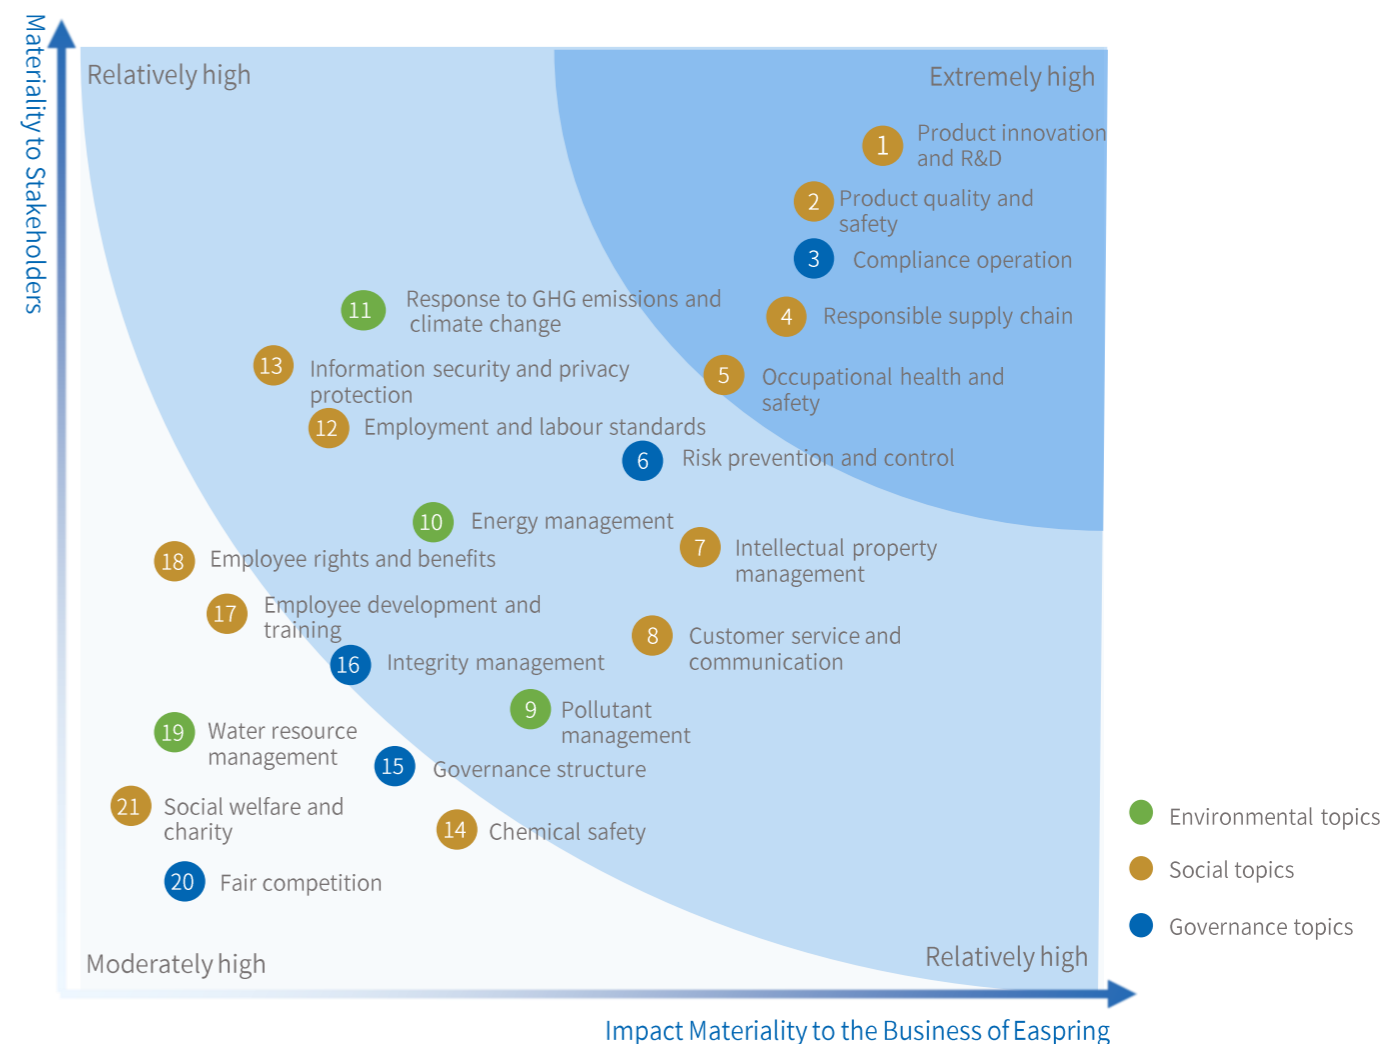 Materiality to Stakeholders
Relatively high
Extremely high
1
Product innovation
and R&D
2
Product quality and
safety
3
Compliance operation
11
Response to GHG emissions and
climate change
4
Responsible supply chain
13
Information security and privacy
protection
5
Occupational health and
safety
12
Employment and labour standards
6
Risk prevention and control
10
Energy management
7
Intellectual property
management
18
Employee rights and benefits
17
Employee development and
training
8
Customer service and
communication
16
Integrity management
9
Pollutant
management
19
Water resource
management
15
Governance structure
21
Social welfare and
charity
14
Chemical safety
20
Fair competition
Moderately high
Relatively high
Environmental topics
Social topics
Governance topics
Impact Materiality to the Business of Easpring